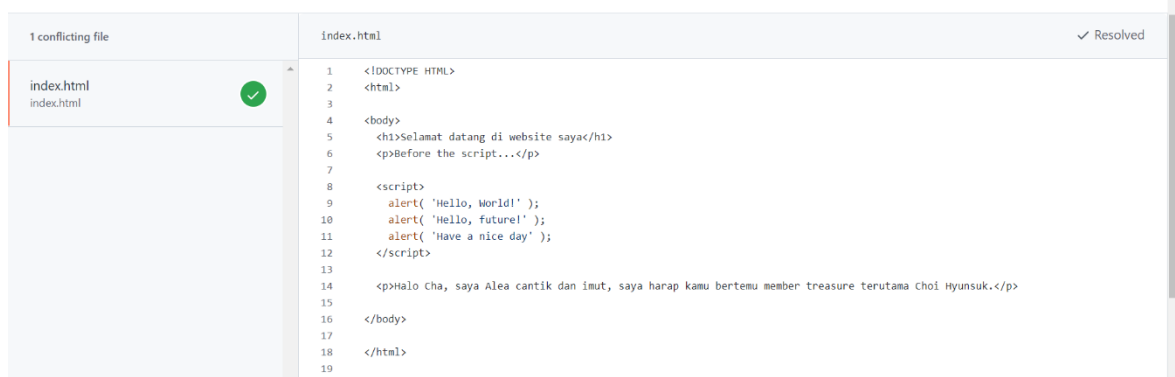 1 conflicting file
index.html
index.html
index.html
✓ Resolved
1 <!DOCTYPE HTML>
2 <html>
3
4 <body>
5   <h1>Selamat datang di website saya</h1>
6   <p>Before the script...</p>
7
8   <script>
9     alert( 'Hello, World!' );
10     alert( 'Hello, future!' );
11     alert( 'Have a nice day' );
12   </script>
13
14   <p>Halo Cha, saya Alea cantik dan imut, saya harap kamu bertemu member treasure terutama Choi Hyunsuk.</p>
15
16 </body>
17
18 </html>
19